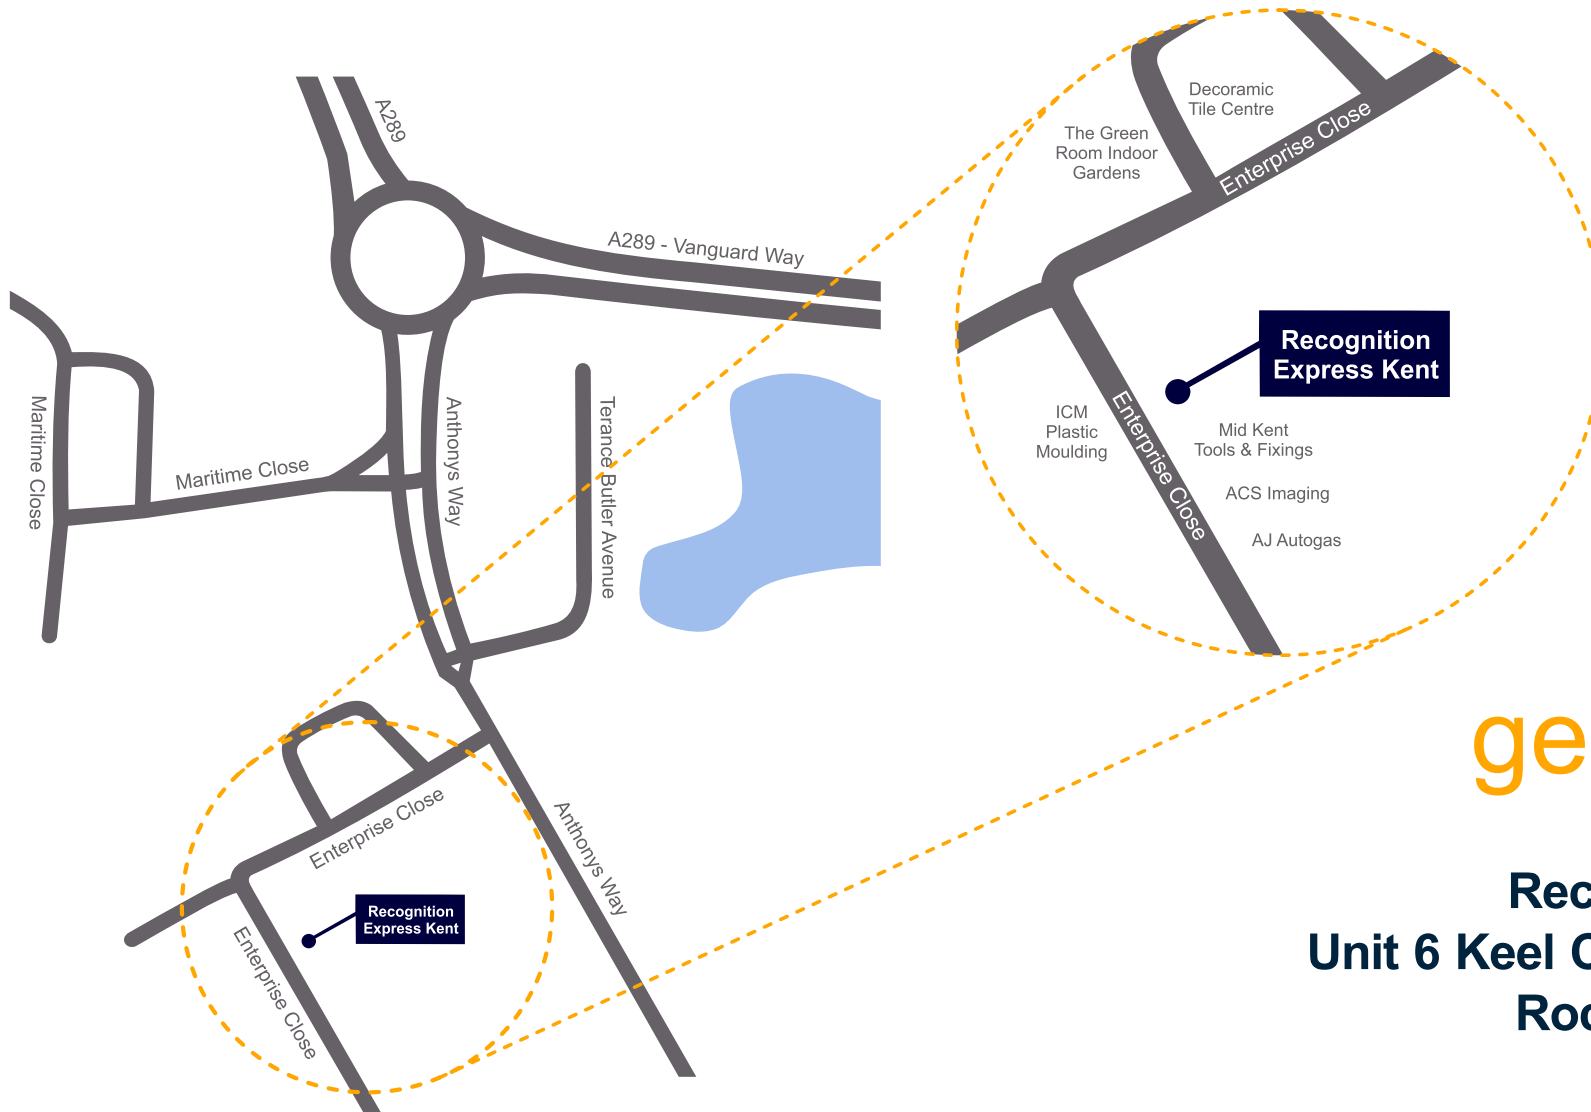 A289
A289 - Vanguard Way
Maritime Close
Maritime Close
Anthonys Way
Terance Butler Avenue
Enterprise Close
Anthonys Way
Recognition
Express Kent
Enterprise Close
Decoramic
Tile Centre
The Green
Room Indoor
Gardens
Enterprise Close
Recognition
Express Kent
ICM
Plastic
Moulding
Enterprise Close
Mid Kent
Tools & Fixings
ACS Imaging
AJ Autogas
ge
Rec
Unit 6 Keel